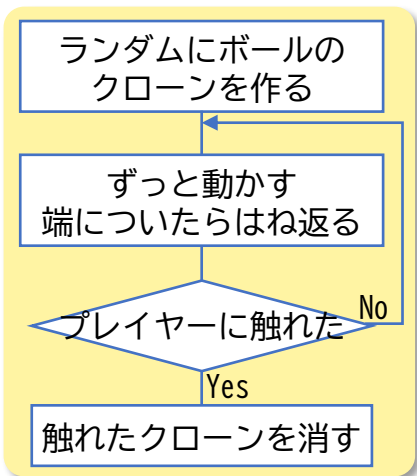 ランダムにボールの
クローンを作る
ずっと動かす
端についたらはね返る
プレイヤーに触れた
No
Yes
触れたクローンを消す